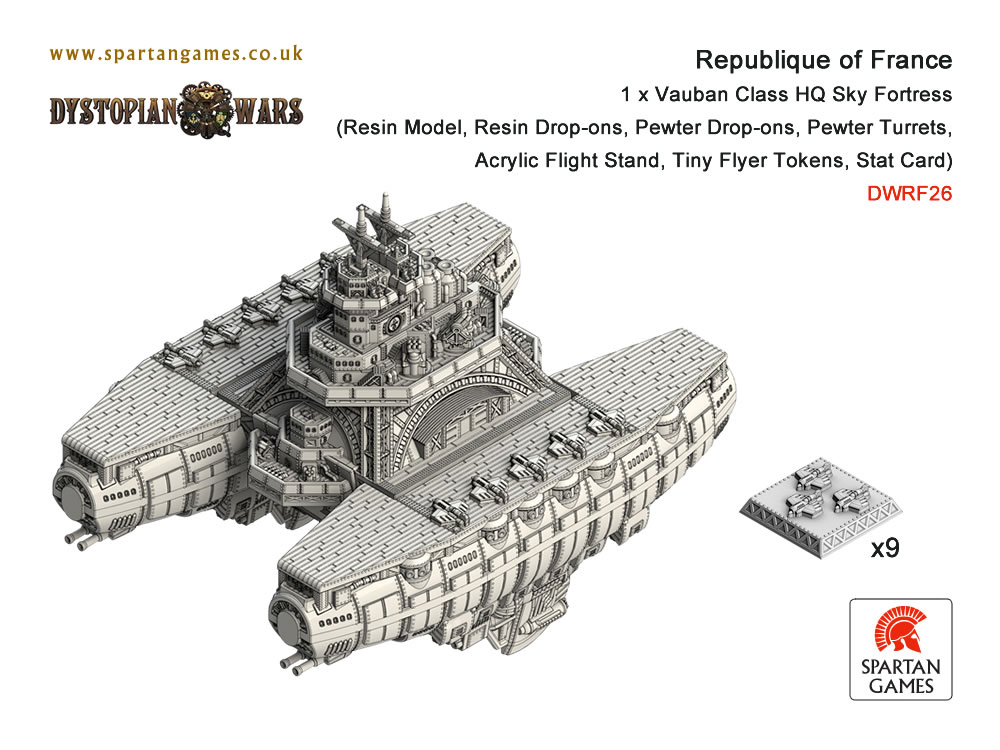 www.spartangames.co.uk
DYSTOPIAN WARS
Republique of France
1 x Vauban Class HQ Sky Fortress
(Resin Model, Resin Drop-ons, Pewter Drop-ons, Pewter Turrets,
Acrylic Flight Stand, Tiny Flyer Tokens, Stat Card)
DWRF26
x9
SPARTAN
GAMES